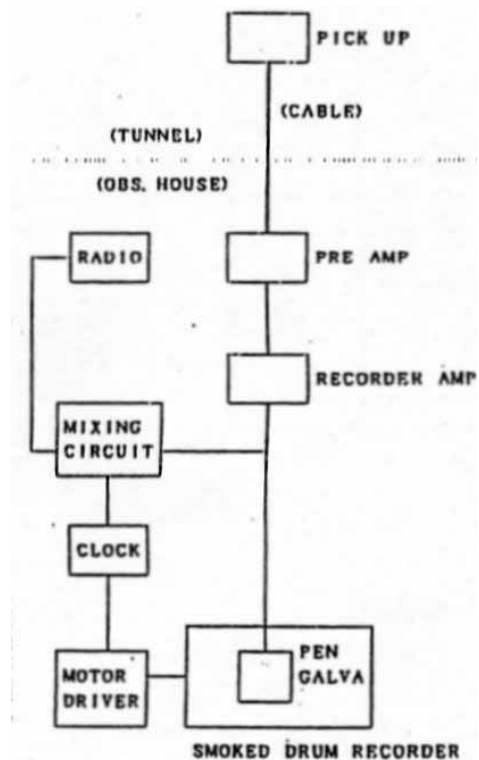 PICK UP
(CABLE)
(TUNNEL)
(OBS. HOUSE)
RADIO
PRE AMP
RECORDER AMP
MIXING
CIRCUIT
CLOCK
PEN
GALVA
MOTOR
DRIVER
SMOKED DRUM RECORDER